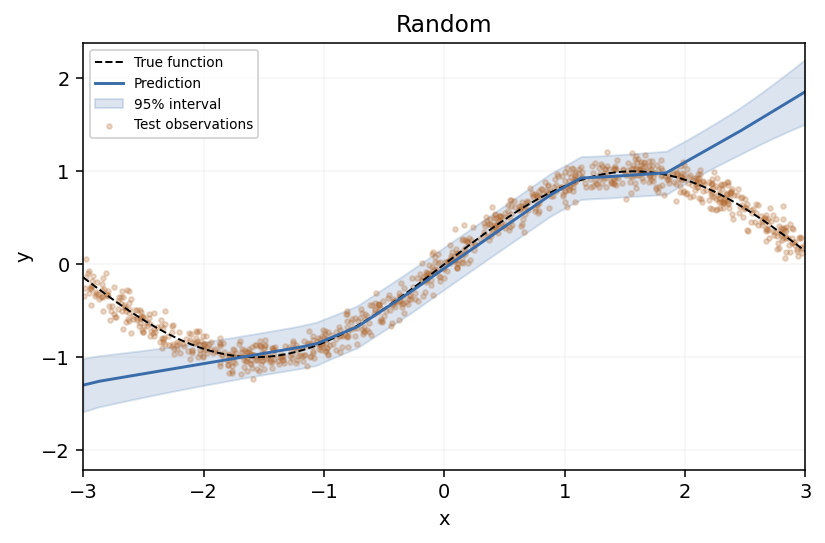 Random
True function
Prediction
95% interval
Test observations
2
1
0
−1
−2
y
−3
−2
−1
0
1
2
3
x